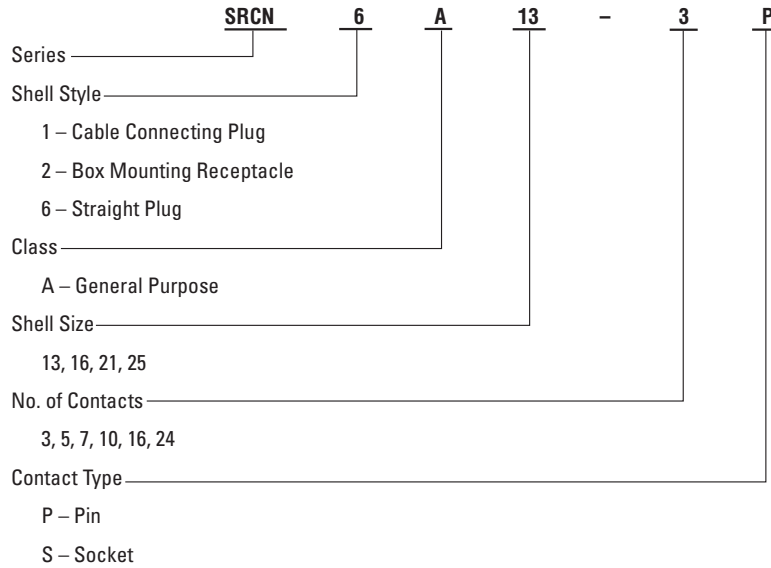 SRCN 6 A 13 – 3 P
Series
Shell Style
1 – Cable Connecting Plug
2 – Box Mounting Receptacle
6 – Straight Plug
Class
A – General Purpose
Shell Size
13, 16, 21, 25
No. of Contacts
3, 5, 7, 10, 16, 24
Contact Type
P – Pin
S – Socket